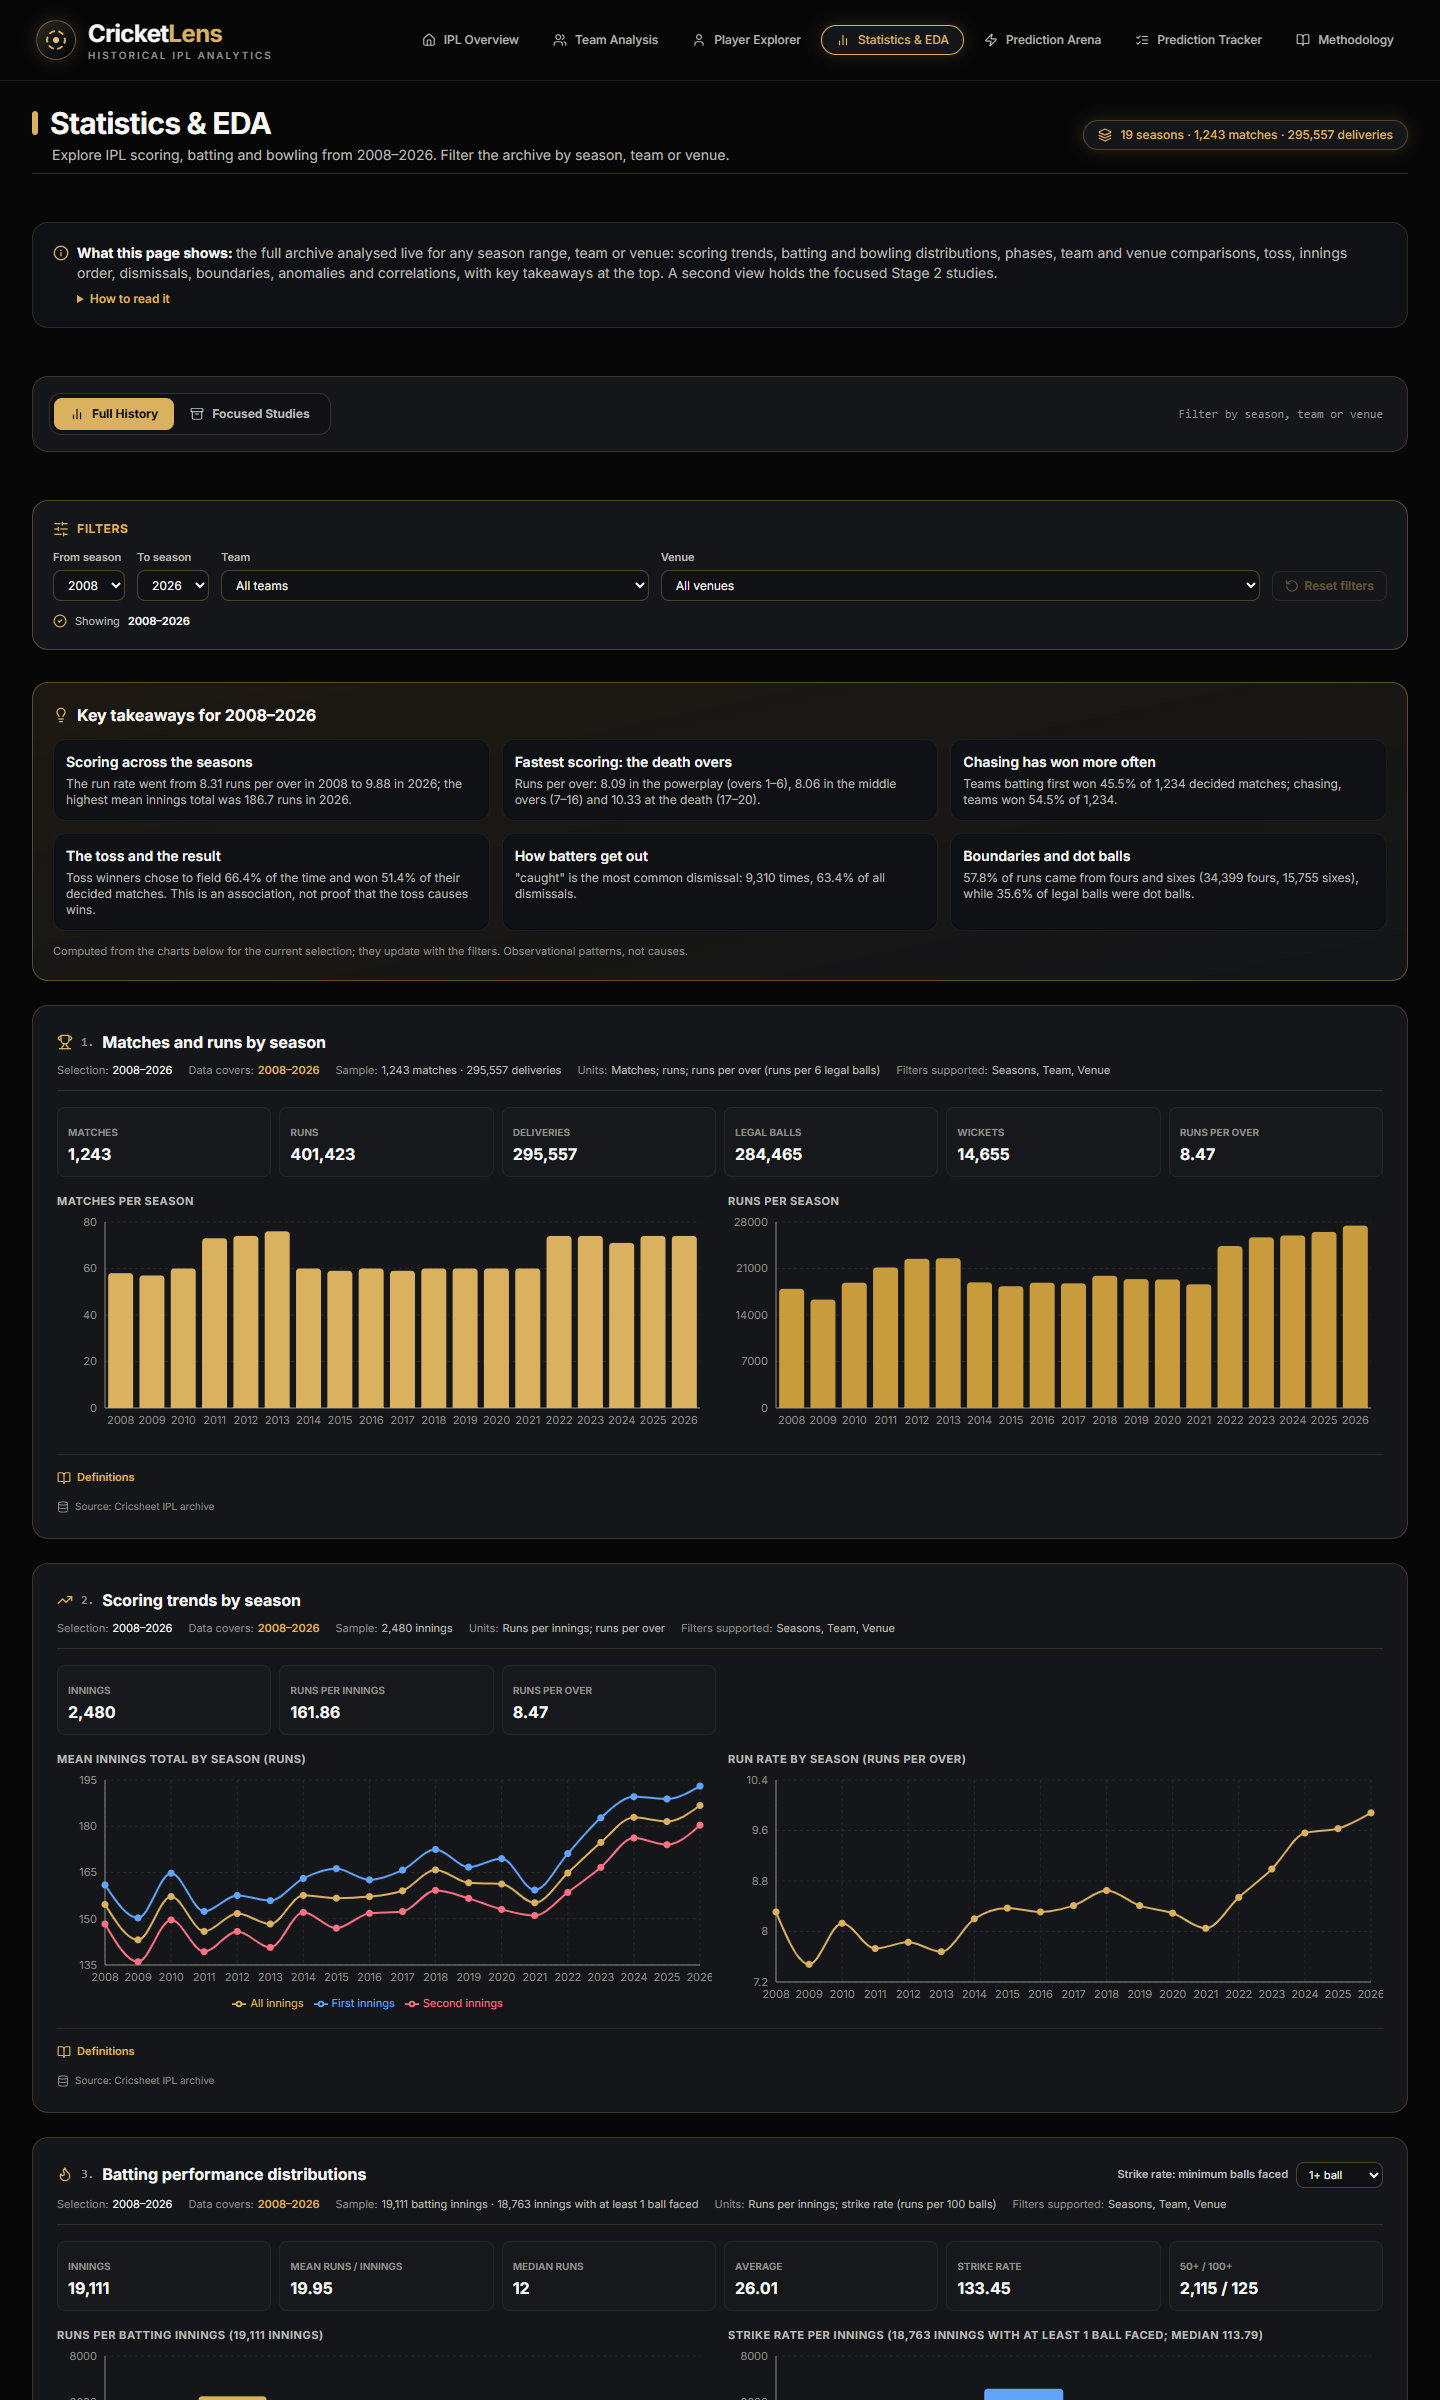 CricketLens
HISTORICAL IPL ANALYTICS
IPL Overview
Team Analysis
Player Explorer
Statistics & EDA
Prediction Arena
Prediction Tracker
Methodology
Statistics & EDA
Explore IPL scoring, batting and bowling from 2008–2026. Filter the archive by season, team or venue.
19 seasons · 1,243 matches · 295,557 deliveries
What this page shows: the full archive analysed live for any season range, team or venue: scoring trends, batting and bowling distributions, phases, team and venue comparisons, toss, innings
order, dismissals, boundaries, anomalies and correlations, with key takeaways at the top. A second view holds the focused Stage 2 studies.
How to read it
Full History
Focused Studies
Filter by season, team or venue
FILTERS
From season
To season
Team
Venue
2008
2026
All teams
All venues
Reset filters
Showing 2008–2026
Key takeaways for 2008–2026
Scoring across the seasons
The run rate went from 8.31 runs per over in 2008 to 9.88 in 2026; the
highest mean innings total was 186.7 runs in 2026.
Fastest scoring: the death overs
Runs per over: 8.09 in the powerplay (overs 1–6), 8.06 in the middle
overs (7–16) and 10.33 at the death (17–20).
Chasing has won more often
Teams batting first won 45.5% of 1,234 decided matches; chasing,
teams won 54.5% of 1,234.
The toss and the result
Toss winners chose to field 66.4% of the time and won 51.4% of their
decided matches. This is an association, not proof that the toss causes
wins.
How batters get out
"caught" is the most common dismissal: 9,310 times, 63.4% of all
dismissals.
Boundaries and dot balls
57.8% of runs came from fours and sixes (34,399 fours, 15,755 sixes),
while 35.6% of legal balls were dot balls.
Computed from the charts below for the current selection; they update with the filters. Observational patterns, not causes.
1. Matches and runs by season
Selection: 2008–2026 Data covers: 2008–2026 Sample: 1,243 matches · 295,557 deliveries Units: Matches; runs; runs per over (runs per 6 legal balls) Filters supported: Seasons, Team, Venue
MATCHES
1,243
RUNS
401,423
DELIVERIES
295,557
LEGAL BALLS
284,465
WICKETS
14,655
RUNS PER OVER
8.47
MATCHES PER SEASON
80
60
40
20
0
2008 2009 2010 2011 2012 2013 2014 2015 2016 2017 2018 2019 2020 2021 2022 2023 2024 2025 2026
RUNS PER SEASON
28000
21000
14000
7000
0
2008 2009 2010 2011 2012 2013 2014 2015 2016 2017 2018 2019 2020 2021 2022 2023 2024 2025 2026
Definitions
Source: Cricsheet IPL archive
2. Scoring trends by season
Selection: 2008–2026 Data covers: 2008–2026 Sample: 2,480 innings Units: Runs per innings; runs per over Filters supported: Seasons, Team, Venue
INNINGS
2,480
RUNS PER INNINGS
161.86
RUNS PER OVER
8.47
MEAN INNINGS TOTAL BY SEASON (RUNS)
195
180
165
150
135
2008 2009 2010 2011 2012 2013 2014 2015 2016 2017 2018 2019 2020 2021 2022 2023 2024 2025 2026
All innings First innings Second innings
RUN RATE BY SEASON (RUNS PER OVER)
10.4
9.6
8.8
8
7.2
2008 2009 2010 2011 2012 2013 2014 2015 2016 2017 2018 2019 2020 2021 2022 2023 2024 2025 2026
Definitions
Source: Cricsheet IPL archive
3. Batting performance distributions
Strike rate: minimum balls faced
1+ ball
Selection: 2008–2026 Data covers: 2008–2026 Sample: 19,111 batting innings · 18,763 innings with at least 1 ball faced Units: Runs per innings; strike rate (runs per 100 balls) Filters supported: Seasons, Team, Venue
INNINGS
19,111
MEAN RUNS / INNINGS
19.95
MEDIAN RUNS
12
AVERAGE
26.01
STRIKE RATE
133.45
50+ / 100+
2,115 / 125
RUNS PER BATTING INNINGS (19,111 INNINGS)
8000
STRIKE RATE PER INNINGS (18,763 INNINGS WITH AT LEAST 1 BALL FACED; MEDIAN 113.79)
8000